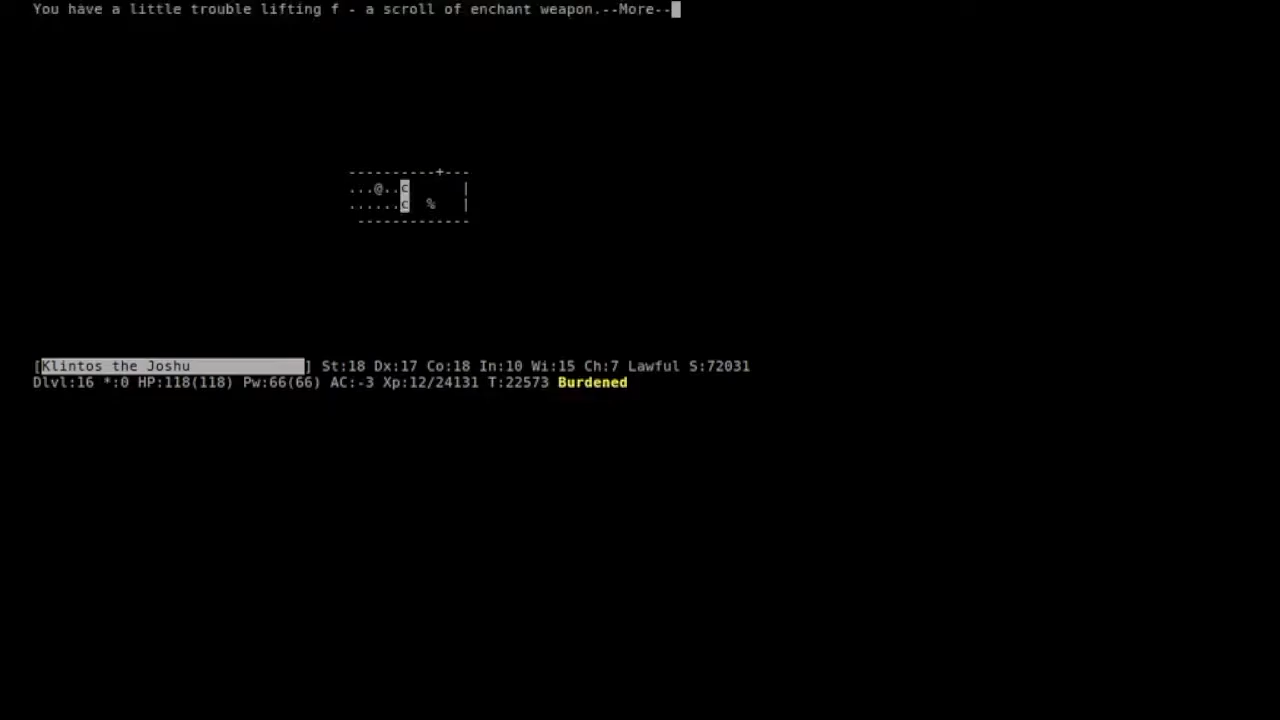 You have a little trouble lifting f - a scroll of enchant weapon.--More--
----------+---
...@..c      |
......c  %   |
-------------
[Klintos the Joshu             ] St:18 Dx:17 Co:18 In:10 Wi:15 Ch:7 Lawful S:72031
Dlvl:16 *:0 HP:118(118) Pw:66(66) AC:-3 Xp:12/24131 T:22573 Burdened